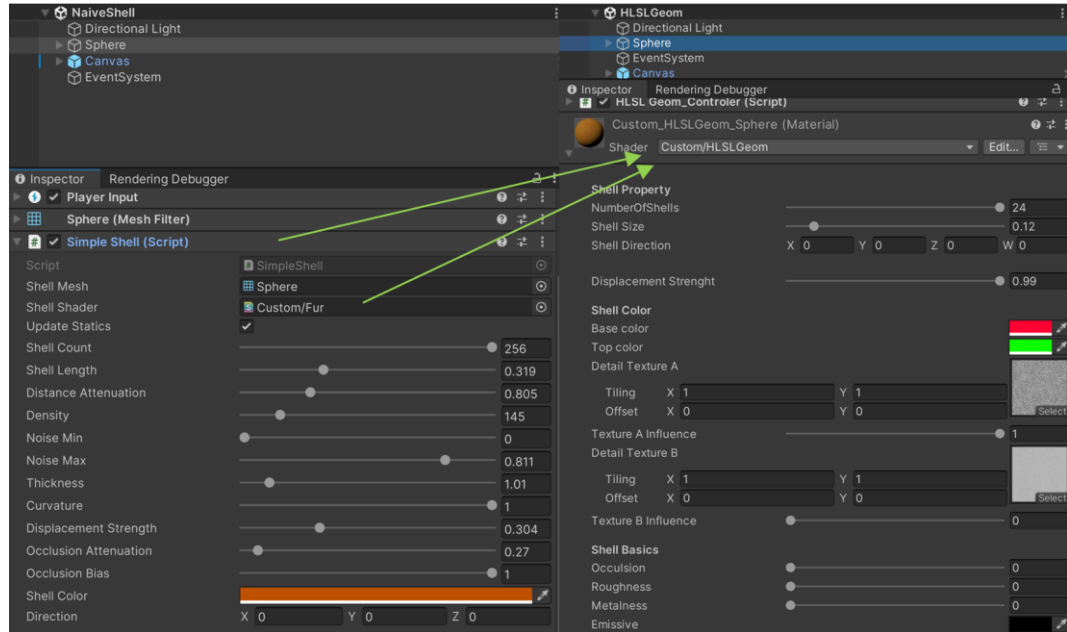 NaiveShell
Directional Light
Sphere
Canvas
EventSystem
Inspector Rendering Debugger
Player Input
Sphere (Mesh Filter)
# Simple Shell (Script)
Script SimpleShell
Shell Mesh Sphere
Shell Shader Custom/Fur
Update Statics
Shell Count 256
Shell Length 0.319
Distance Attenuation 0.805
Density 145
Noise Min 0
Noise Max 0.811
Thickness 1.01
Curvature 1
Displacement Strength 0.304
Occlusion Attenuation 0.27
Occlusion Bias 1
Shell Color
Direction X 0 Y 0 Z 0
HLSLGeom
Directional Light
Sphere
EventSystem
Canvas
Inspector Rendering Debugger
# HLSL Geom_Controler (Script)
Custom_HLSLGeom_Sphere (Material)
Shader Custom/HLSLGeom Edit...
Shell Property
NumberOfShells 24
Shell Size 0.12
Shell Direction X 0 Y 0 Z 0 W 0
Displacement Strenght 0.99
Shell Color
Base color
Top color
Detail Texture A
Tiling X 1 Y 1
Offset X 0 Y 0 Select
Texture A Influence 1
Detail Texture B
Tiling X 1 Y 1
Offset X 0 Y 0 Select
Texture B Influence 0
Shell Basics
Occulsion 0
Roughness 0
Metalness 0
Emissive